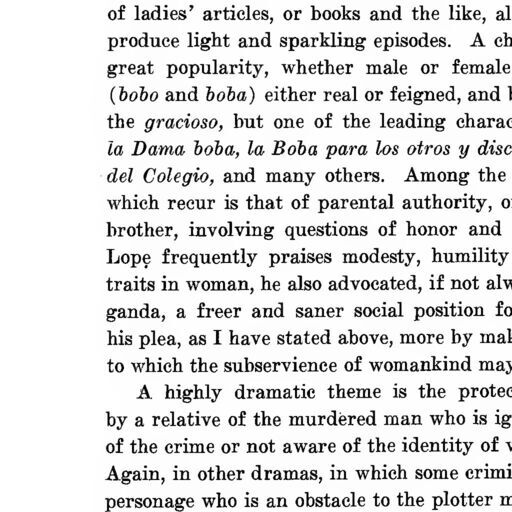 of ladies' articles, or books and the like, al
produce light and sparkling episodes. A ch
great popularity, whether male or female
(bobo and boba) either real or feigned, and
the gracioso, but one of the leading charac
la Dama boba, la Boba para los otros y disc
del Colegio, and many others. Among the
which recur is that of parental authority, o
brother, involving questions of honor and
Lope frequently praises modesty, humility
traits in woman, he also advocated, if not alw
ganda, a freer and saner social position fo
his plea, as I have stated above, more by mak
to which the subservience of womankind may
A highly dramatic theme is the protec
by a relative of the murdered man who is ig
of the crime or not aware of the identity of
Again, in other dramas, in which some crimi
personage who is an obstacle to the plotter m